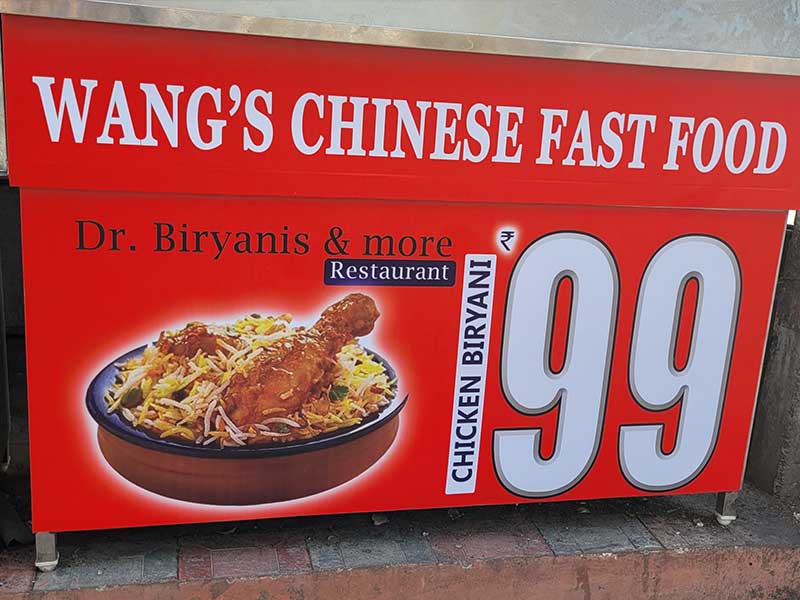 WANG'S CHINESE FAST FOOD
Dr. Biryanis & more
Restaurant
CHICKEN BIRYANI
₹99